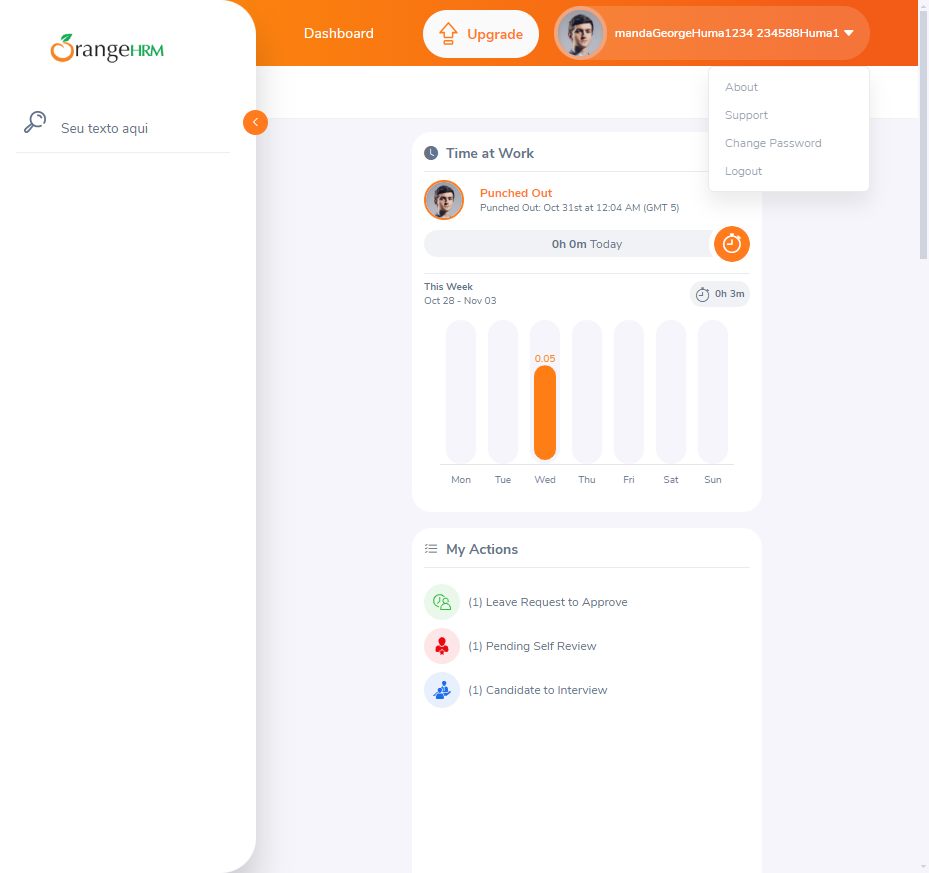 OrangeHRM
Seu texto aqui
Dashboard
Upgrade
mandaGeorgeHuma1234 234588Huma1
About
Support
Change Password
Logout
Time at Work
Punched Out
Punched Out: Oct 31st at 12:04 AM (GMT 5)
0h 0m Today
This Week
Oct 28 - Nov 03
0h 3m
0.05
Mon Tue Wed Thu Fri Sat Sun
My Actions
(1) Leave Request to Approve
(1) Pending Self Review
(1) Candidate to Interview